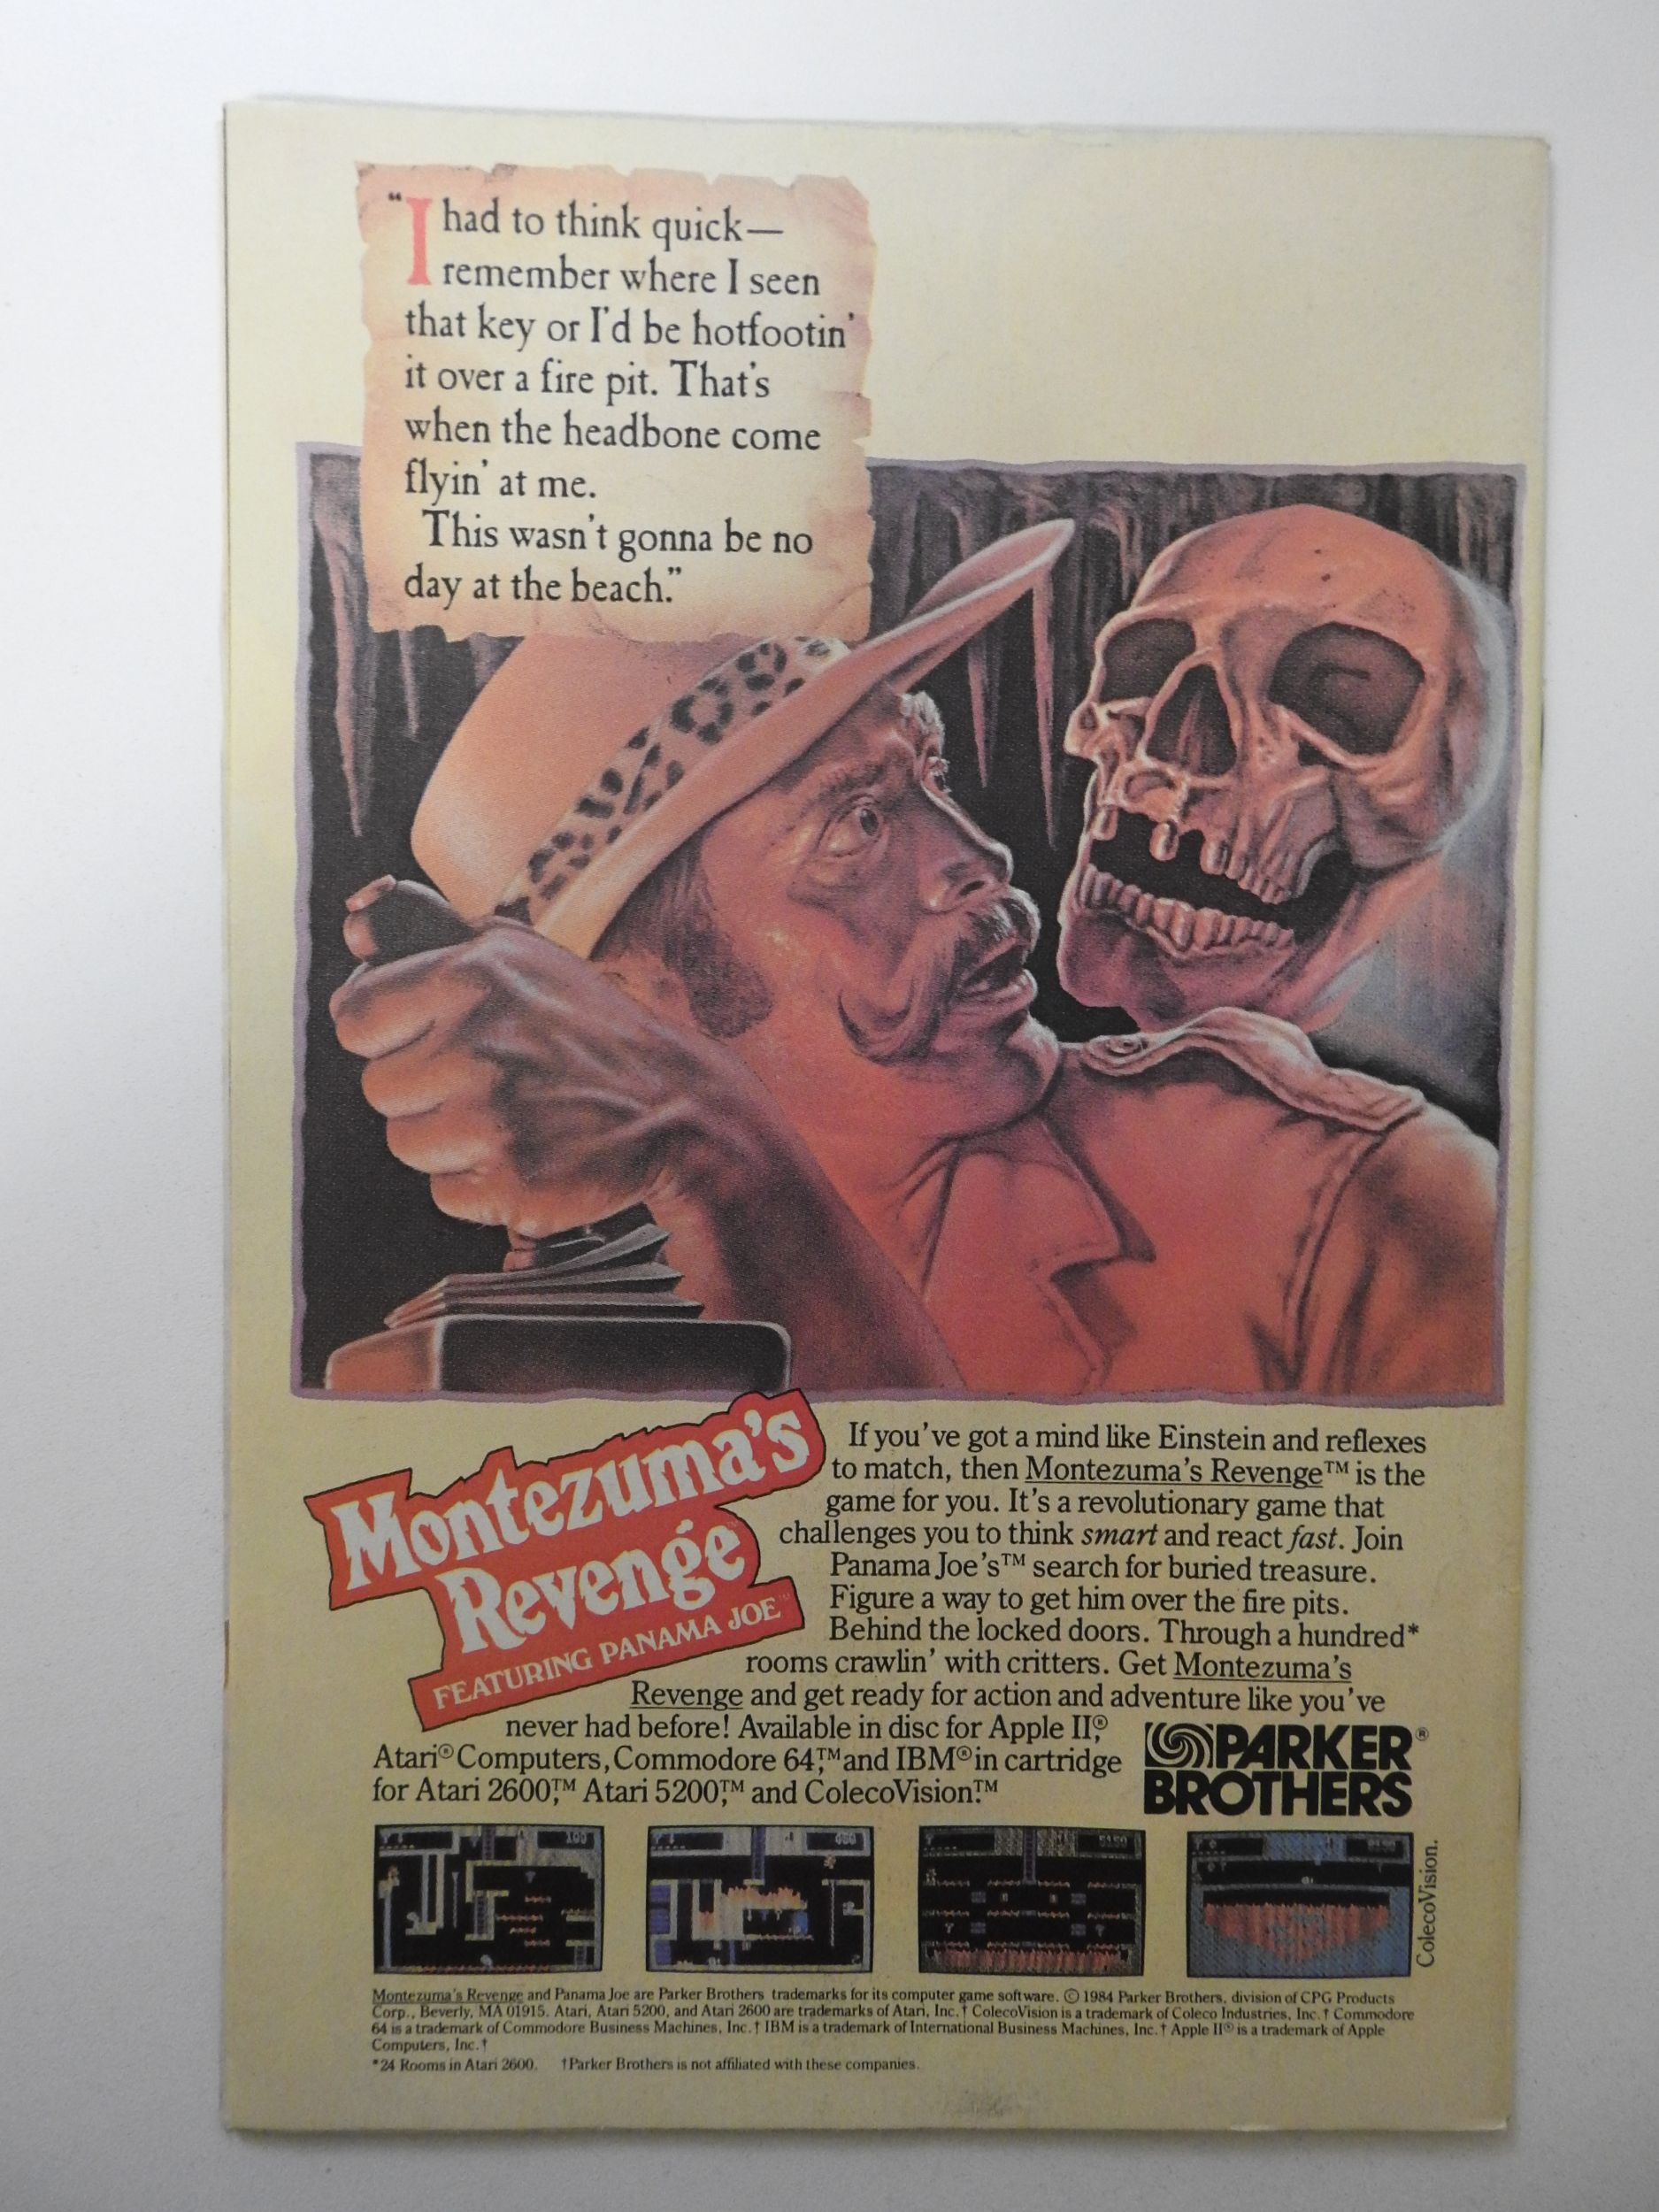 “I had to think quick—
remember where I seen
that key or I'd be hotfootin'
it over a fire pit. That's
when the headbone come
flyin' at me.
This wasn't gonna be no
day at the beach.”
Montezuma's
Revenge™
FEATURING PANAMA JOE™
If you've got a mind like Einstein and reflexes
to match, then Montezuma's Revenge™ is the
game for you. It's a revolutionary game that
challenges you to think smart and react fast. Join
Panama Joe's™ search for buried treasure.
Figure a way to get him over the fire pits.
Behind the locked doors. Through a hundred*
rooms crawlin' with critters. Get Montezuma's
Revenge and get ready for action and adventure like you've
never had before! Available in disc for Apple II,®
Atari® Computers, Commodore 64,™ and IBM® in cartridge
for Atari 2600,™ Atari 5200,™ and ColecoVision.™
PARKER®
BROTHERS
100
400
5150
ColecoVision.
Montezuma's Revenge and Panama Joe are Parker Brothers trademarks for its computer game software. © 1984 Parker Brothers, division of CPG Products
Corp., Beverly, MA 01915. Atari, Atari 5200, and Atari 2600 are trademarks of Atari, Inc.† ColecoVision is a trademark of Coleco Industries, Inc.† Commodore
64 is a trademark of Commodore Business Machines, Inc.† IBM is a trademark of International Business Machines, Inc.† Apple II® is a trademark of Apple
Computers, Inc.†
*24 Rooms in Atari 2600. †Parker Brothers is not affiliated with these companies.